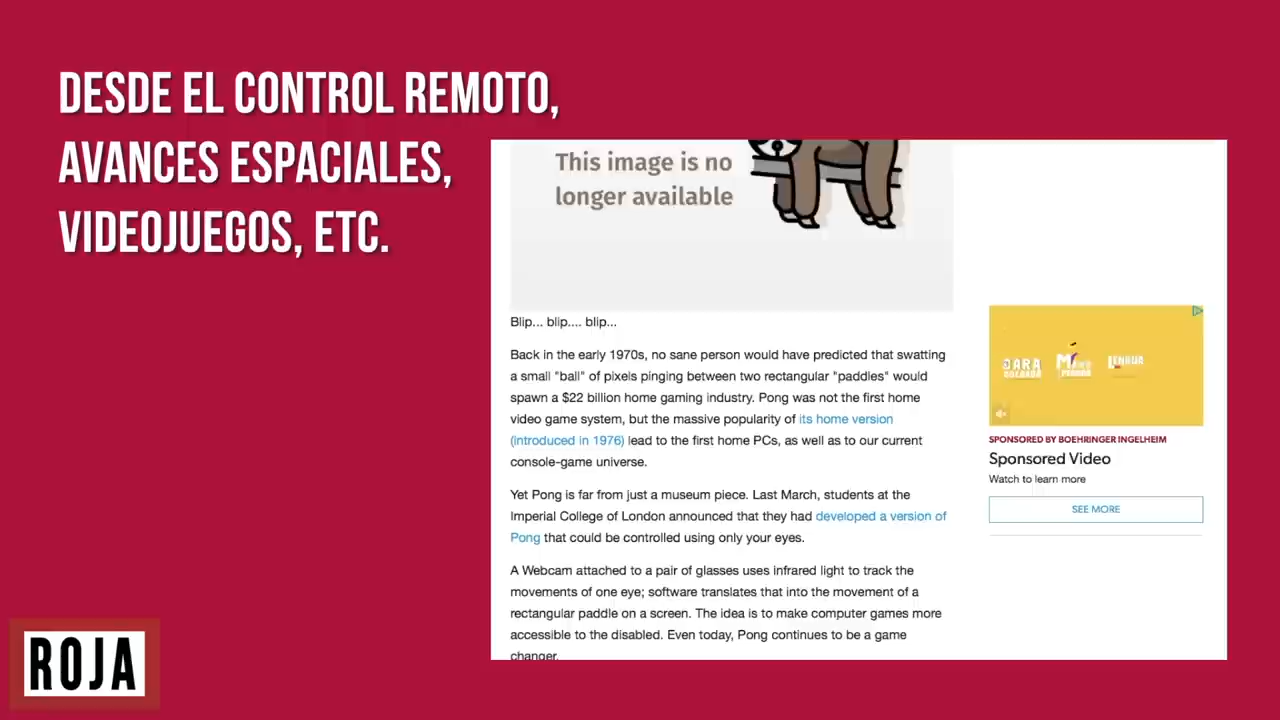 DESDE EL CONTROL REMOTO,
AVANCES ESPACIALES,
VIDEOJUEGOS, ETC.
This image is no
longer available
Blip... blip.... blip...
Back in the early 1970s, no sane person would have predicted that swatting
a small "ball" of pixels pinging between two rectangular "paddles" would
spawn a $22 billion home gaming industry. Pong was not the first home
video game system, but the massive popularity of its home version
(introduced in 1976) lead to the first home PCs, as well as to our current
console-game universe.
Yet Pong is far from just a museum piece. Last March, students at the
Imperial College of London announced that they had developed a version of
Pong that could be controlled using only your eyes.
A Webcam attached to a pair of glasses uses infrared light to track the
movements of one eye; software translates that into the movement of a
rectangular paddle on a screen. The idea is to make computer games more
accessible to the disabled. Even today, Pong continues to be a game
changer.
SPONSORED BY BOEHRINGER INGELHEIM
Sponsored Video
Watch to learn more
SEE MORE
ROJA